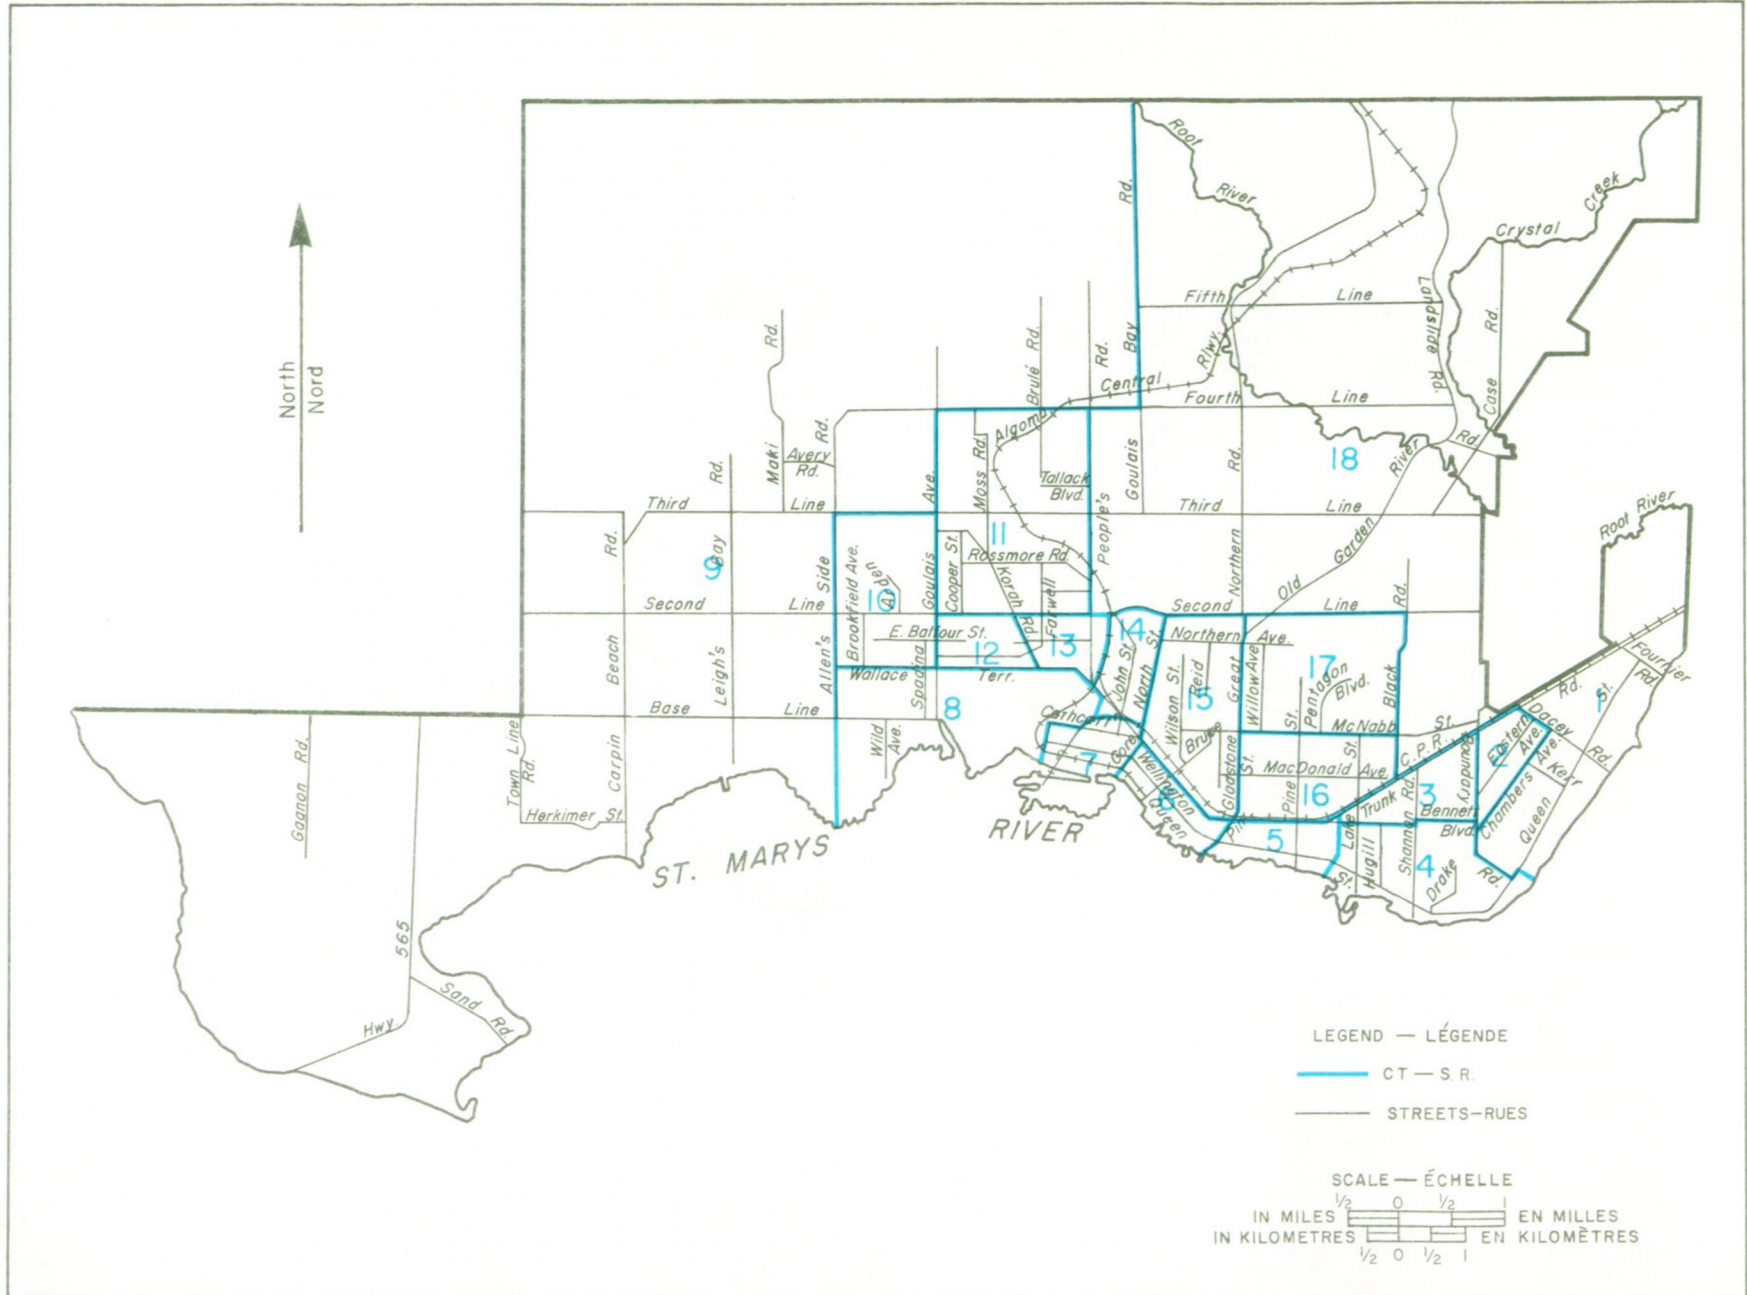 Root
River
Crystal
Creek
Rd.
Fifth Line
Landslide Rd.
Case Rd.
North
Nord
Maki Rd.
Brulé Rd.
Rd.
Bay
Algoma Central Rlwy.
Fourth Line
Avery
Rd.
Rd.
Ave.
Moss Rd.
Tallack
Blvd.
Goulais
Rd.
River
Rd.
18
Third Line
Third Line
Root River
Rd.
Bay
Rd.
9
Side
Brookfield Ave.
Arden
10
Goulais
Cooper St.
11
Rossmore Rd.
Korah Rd.
Farwell
People's
Northern
Old Garden
Rd.
Second Line
Second Line
E. Balfour St.
12
13
14
John St.
North St.
Northern Ave.
Wilson St.
Reid
15
Great
Willow Ave.
17
Pentagon
Blvd.
Black
Fournier
Rd.
Beach
Leigh's
Allen's
Wallace Terr.
Spadina
8
Base Line
Cathcart
Gore
Bruce
McNabb St.
1
St.
Rd.
Dacey
Rd.
Gagnon Rd.
Town Line
Rd.
Carpin
Wild
Ave.
7
Wellington
6
Queen
Gladstone
St.
MacDonald Ave.
St.
St.
C.P.R.
Boundary
2
Eastern
Ave.
Chambers Ave.
Kerr
Queen
Herkimer St.
16
Pine
Trunk
Rd.
3
Bennett
Blvd.
ST. MARYS
RIVER
Pim
5
Lake
St.
Hugill
Shannon
4
Drake
Rd.
565
Sand
Rd.
Hwy.
LEGEND — LÉGENDE
CT — S.R.
STREETS-RUES
SCALE — ÉCHELLE
1/2 0 1/2 1
IN MILES EN MILLES
IN KILOMETRES EN KILOMÈTRES
1/2 0 1/2 1